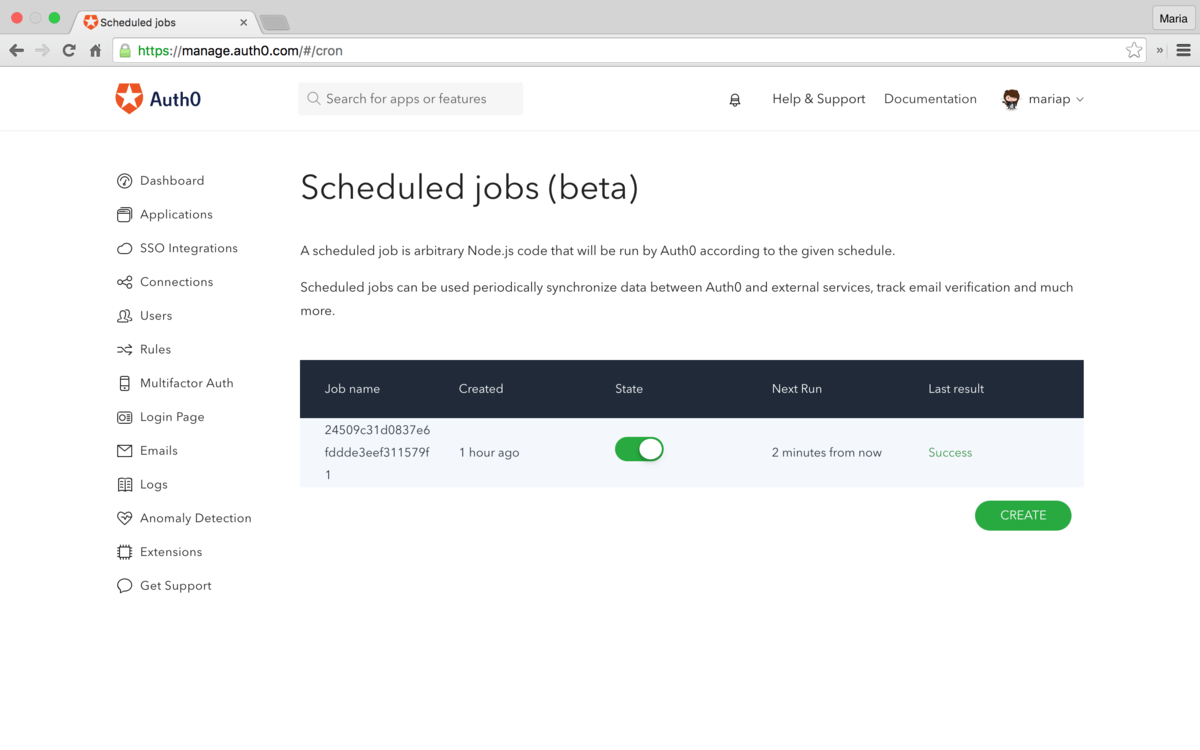 Scheduled jobs
Maria
https://manage.auth0.com/#/cron
Auth0
Search for apps or features
Help & Support
Documentation
mariap
Dashboard
Applications
SSO Integrations
Connections
Users
Rules
Multifactor Auth
Login Page
Emails
Logs
Anomaly Detection
Extensions
Get Support
Scheduled jobs (beta)
A scheduled job is arbitrary Node.js code that will be run by Auth0 according to the given schedule.
Scheduled jobs can be used periodically synchronize data between Auth0 and external services, track email verification and much
more.
Job name Created State Next Run Last result
24509c31d0837e6
fddde3eef311579f
1
1 hour ago 2 minutes from now Success
CREATE